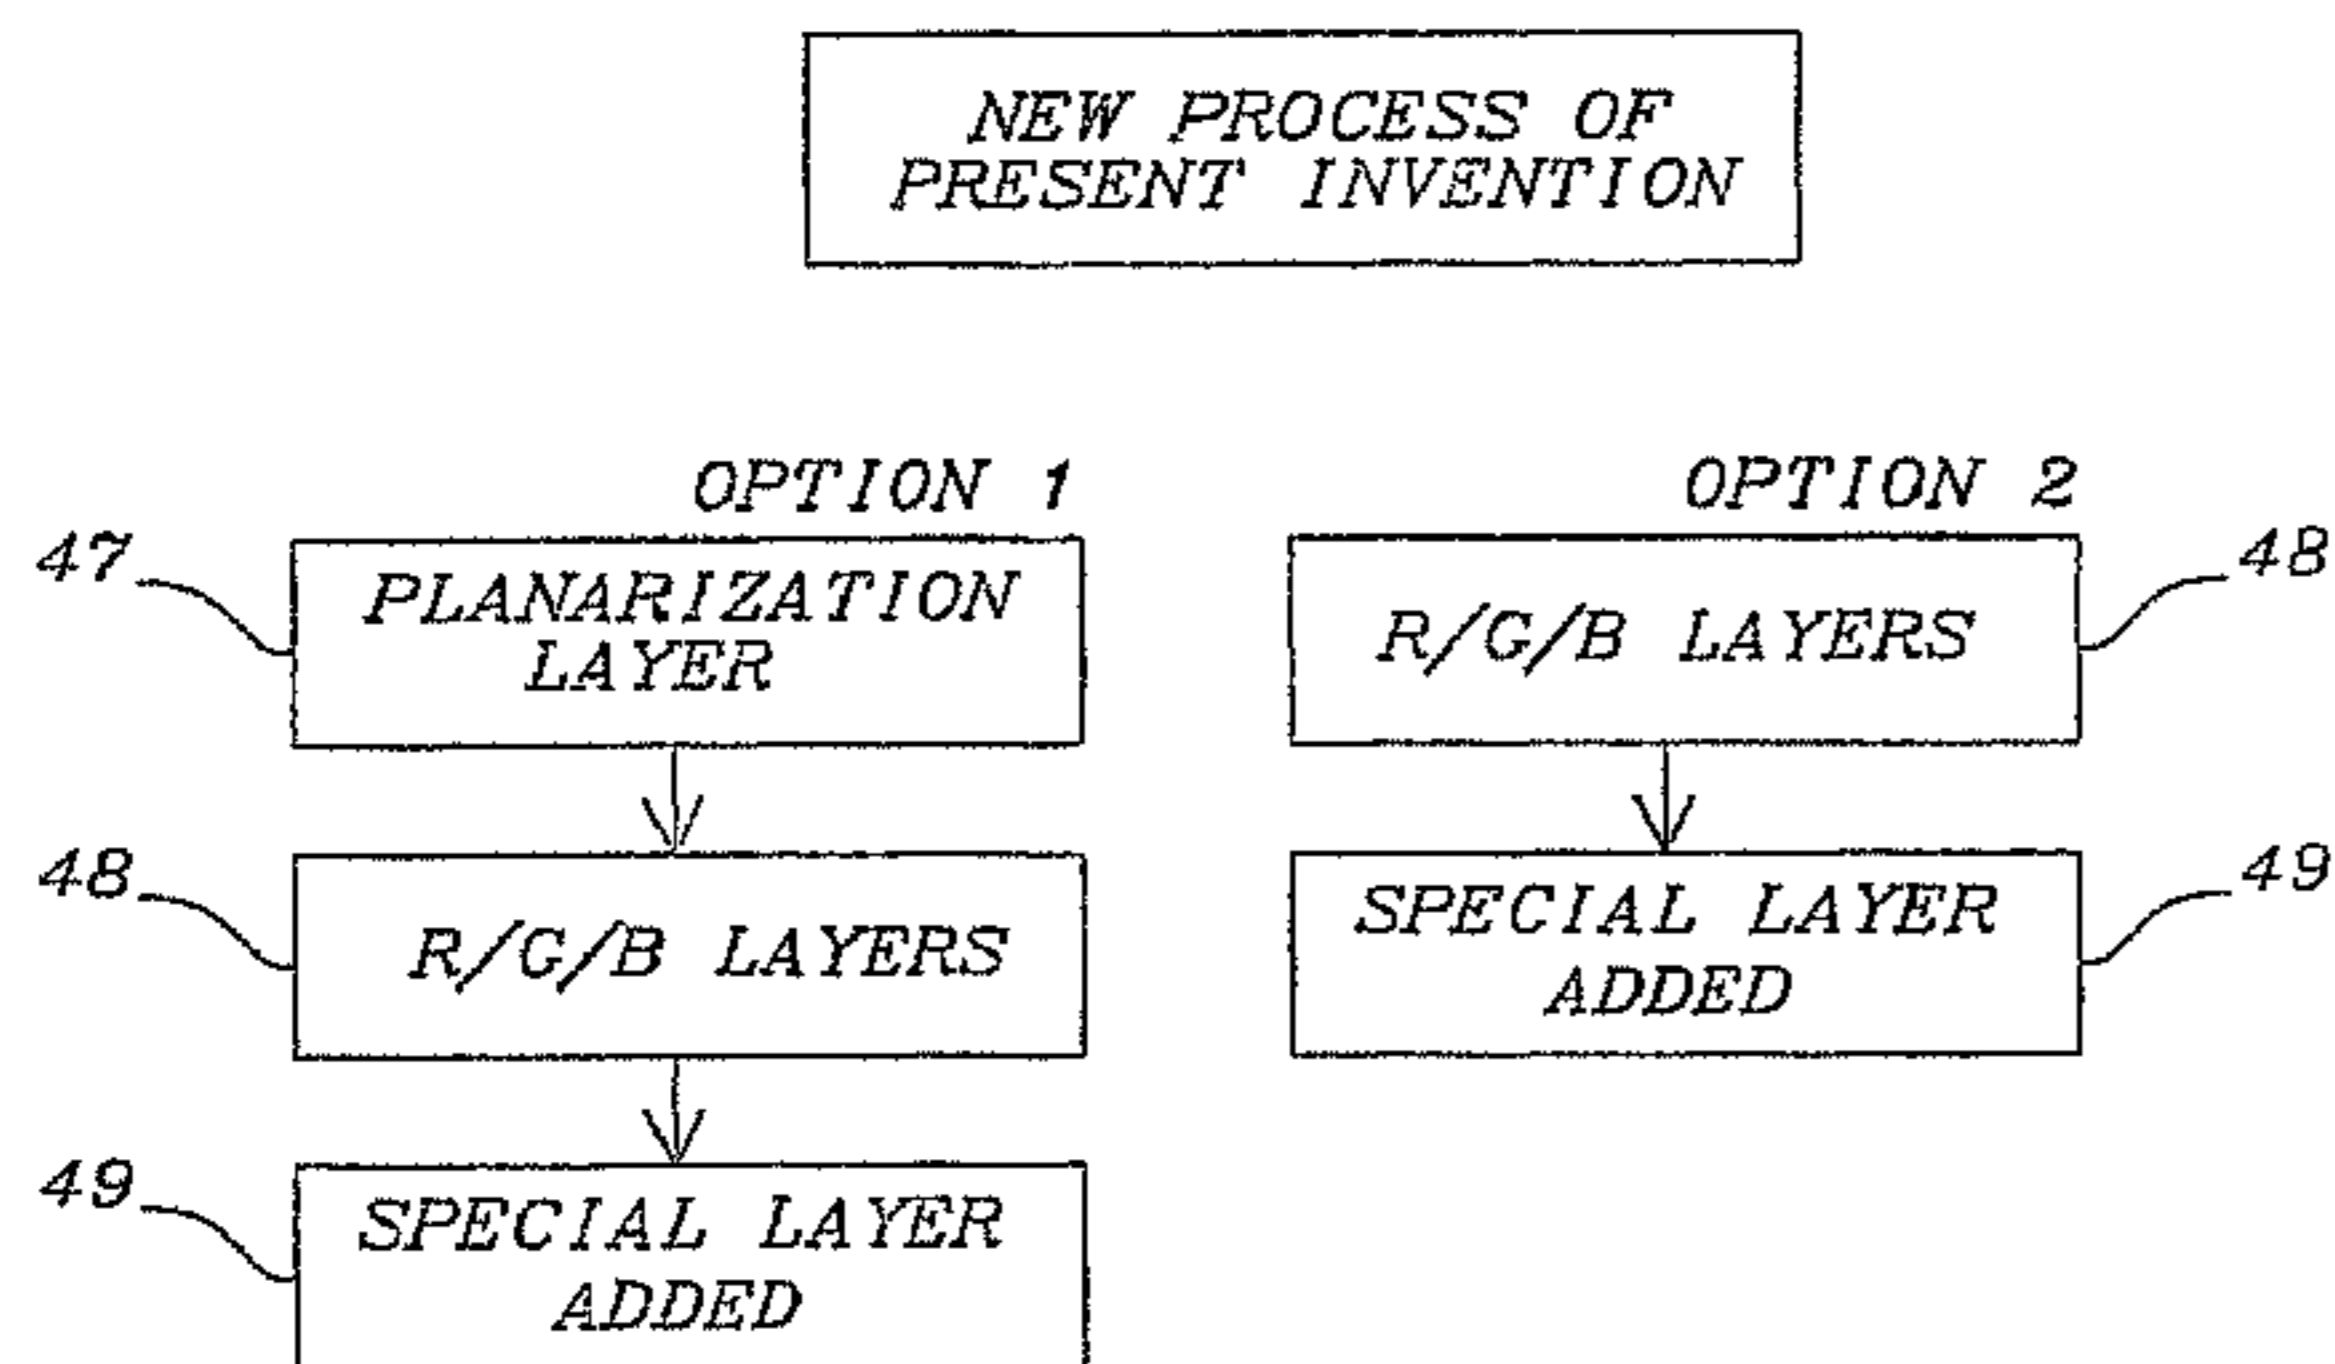 NEW PROCESS OF
PRESENT INVENTION
OPTION 1
47
PLANARIZATION
LAYER
48
R/G/B LAYERS
49
SPECIAL LAYER
ADDED
OPTION 2
R/G/B LAYERS
48
SPECIAL LAYER
ADDED
49